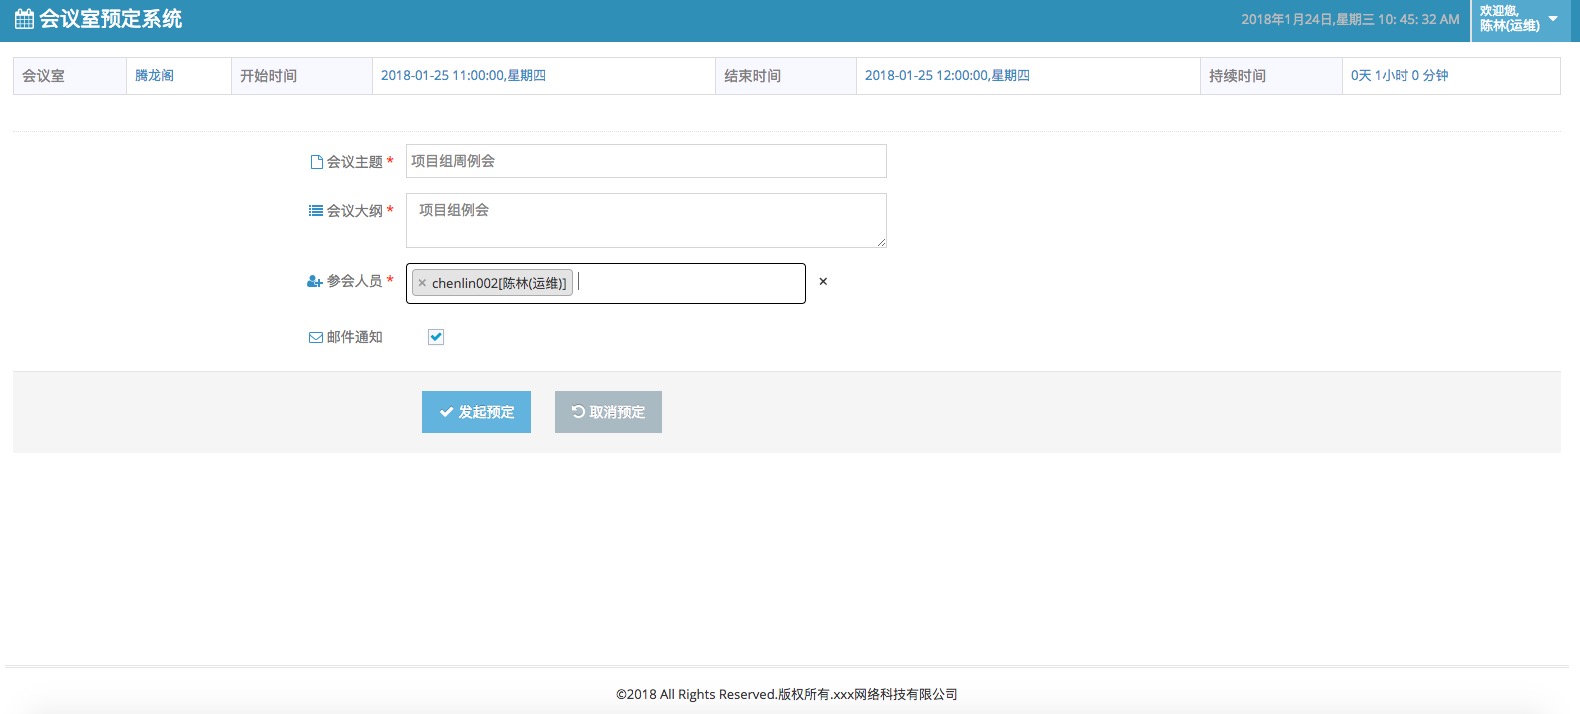 会议室预定系统
2018年1月24日,星期三 10: 45: 32 AM
欢迎您,
陈林(运维)
会议室 腾龙阁 开始时间 2018-01-25 11:00:00,星期四 结束时间 2018-01-25 12:00:00,星期四 持续时间 0天 1小时 0 分钟
会议主题 * 项目组周例会
会议大纲 * 项目组例会
参会人员 * × chenlin002[陈林(运维)] ×
邮件通知
发起预定 取消预定
©2018 All Rights Reserved.版权所有.xxx网络科技有限公司